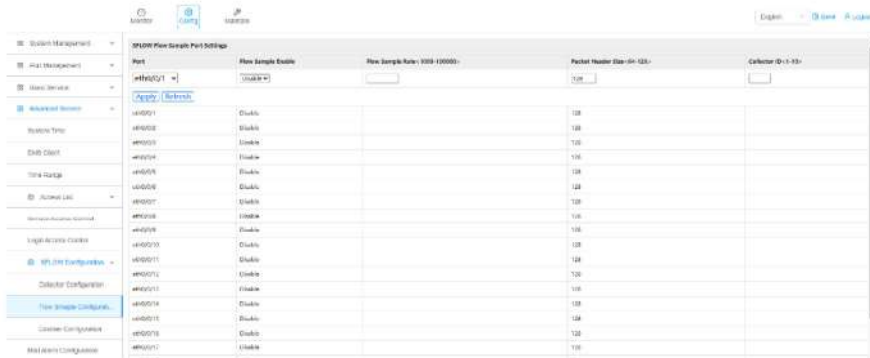 Monitor
Config
Maintain
English
Save
Logout
System Management
Port Management
Basic Service
Advanced Service
System Time
DNS Client
Time Range
Access List
Login Access Control
SFLOW Configuration
Collector Configuration
Flow Sample Configurati...
Counter Configuration
Mail Alarm Configuration
SFLOW Flow Sample Port Settings
Port Flow Sample Enable Flow Sample Rate<1000-100000> Packet Header Size<64-128> Collector ID<1-10>
eth0/0/1 Disable 128
Apply Refresh
eth0/0/1 Disable 128
eth0/0/2 Disable 128
eth0/0/3 Disable 128
eth0/0/4 Disable 128
eth0/0/5 Disable 128
eth0/0/6 Disable 128
eth0/0/7 Disable 128
eth0/0/8 Disable 128
eth0/0/9 Disable 128
eth0/0/10 Disable 128
eth0/0/11 Disable 128
eth0/0/12 Disable 128
eth0/0/13 Disable 128
eth0/0/14 Disable 128
eth0/0/15 Disable 128
eth0/0/16 Disable 128
eth0/0/17 Disable 128